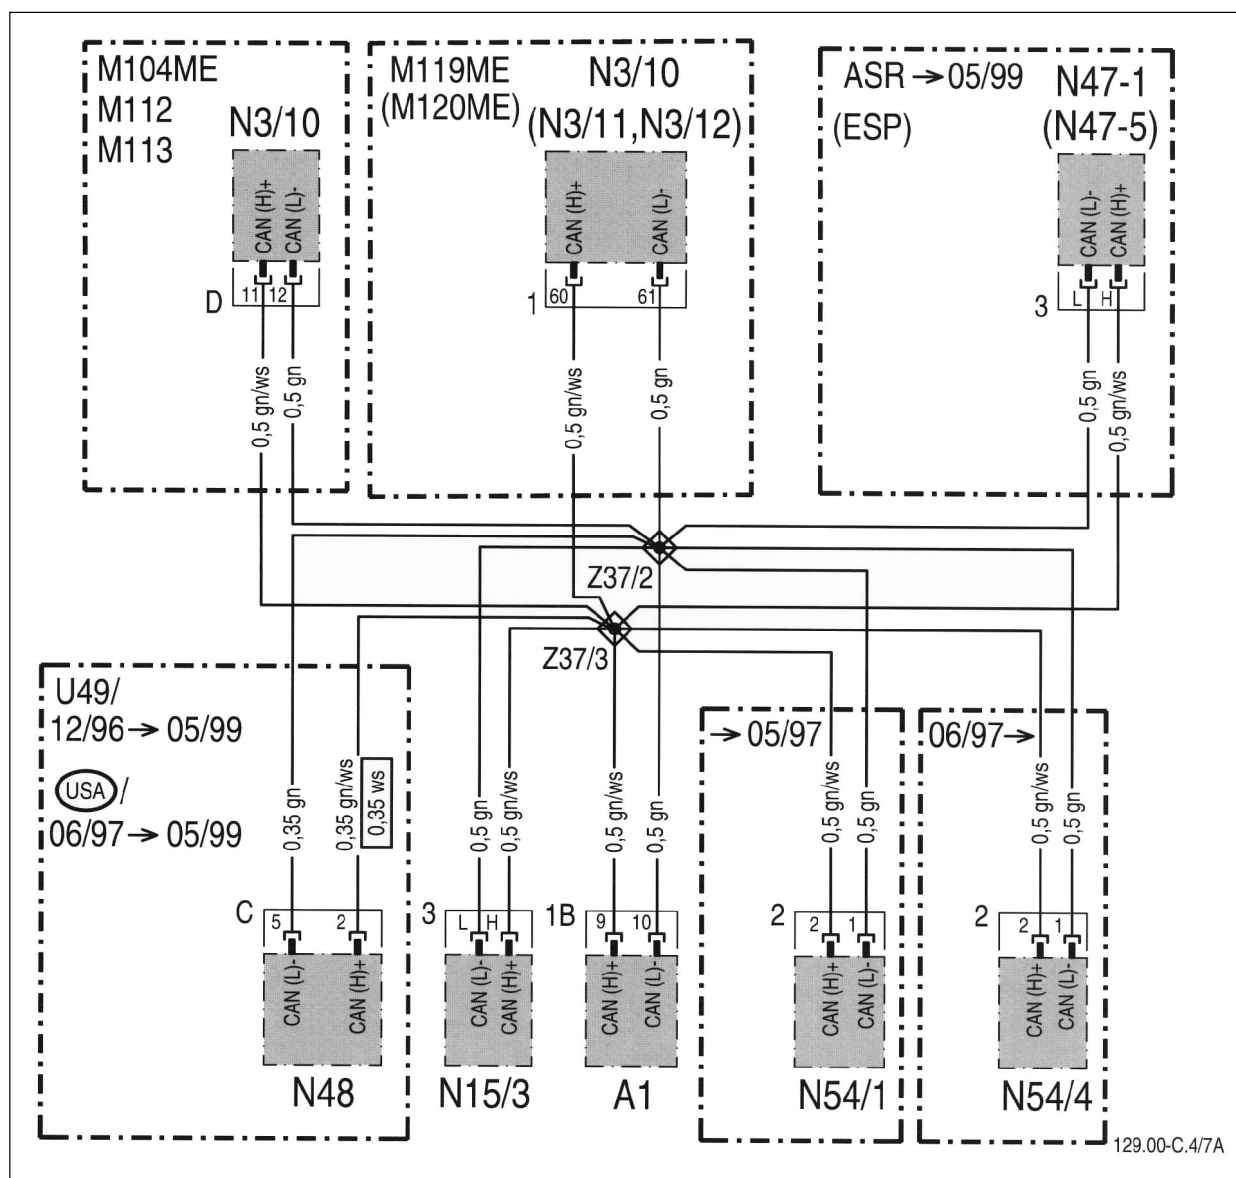 M104ME
M112
M113
N3/10
CAN (H)+
CAN (L)-
11 12
D
0,5 gn/ws
0,5 gn
M119ME
(M120ME)
N3/10
(N3/11,N3/12)
CAN (H)+
CAN (L)-
60 61
1
0,5 gn/ws
0,5 gn
ASR → 05/99
(ESP)
N47-1
(N47-5)
CAN (L)-
CAN (H)+
L H
3
0,5 gn
0,5 gn/ws
Z37/2
Z37/3
U49/
12/96 → 05/99
USA /
06/97 → 05/99
0,35 gn
0,35 gn/ws
0,35 ws
C
5 2
CAN (L)-
CAN (H)+
N48
0,5 gn
0,5 gn/ws
3
L H
CAN (L)-
CAN (H)+
N15/3
0,5 gn/ws
0,5 gn
1B
9 10
CAN (H)+
CAN (L)-
A1
→ 05/97
0,5 gn/ws
0,5 gn
2
2 1
CAN (H)+
CAN (L)-
N54/1
06/97 →
0,5 gn/ws
0,5 gn
2
2 1
CAN (H)+
CAN (L)-
N54/4
129.00-C.4/7A